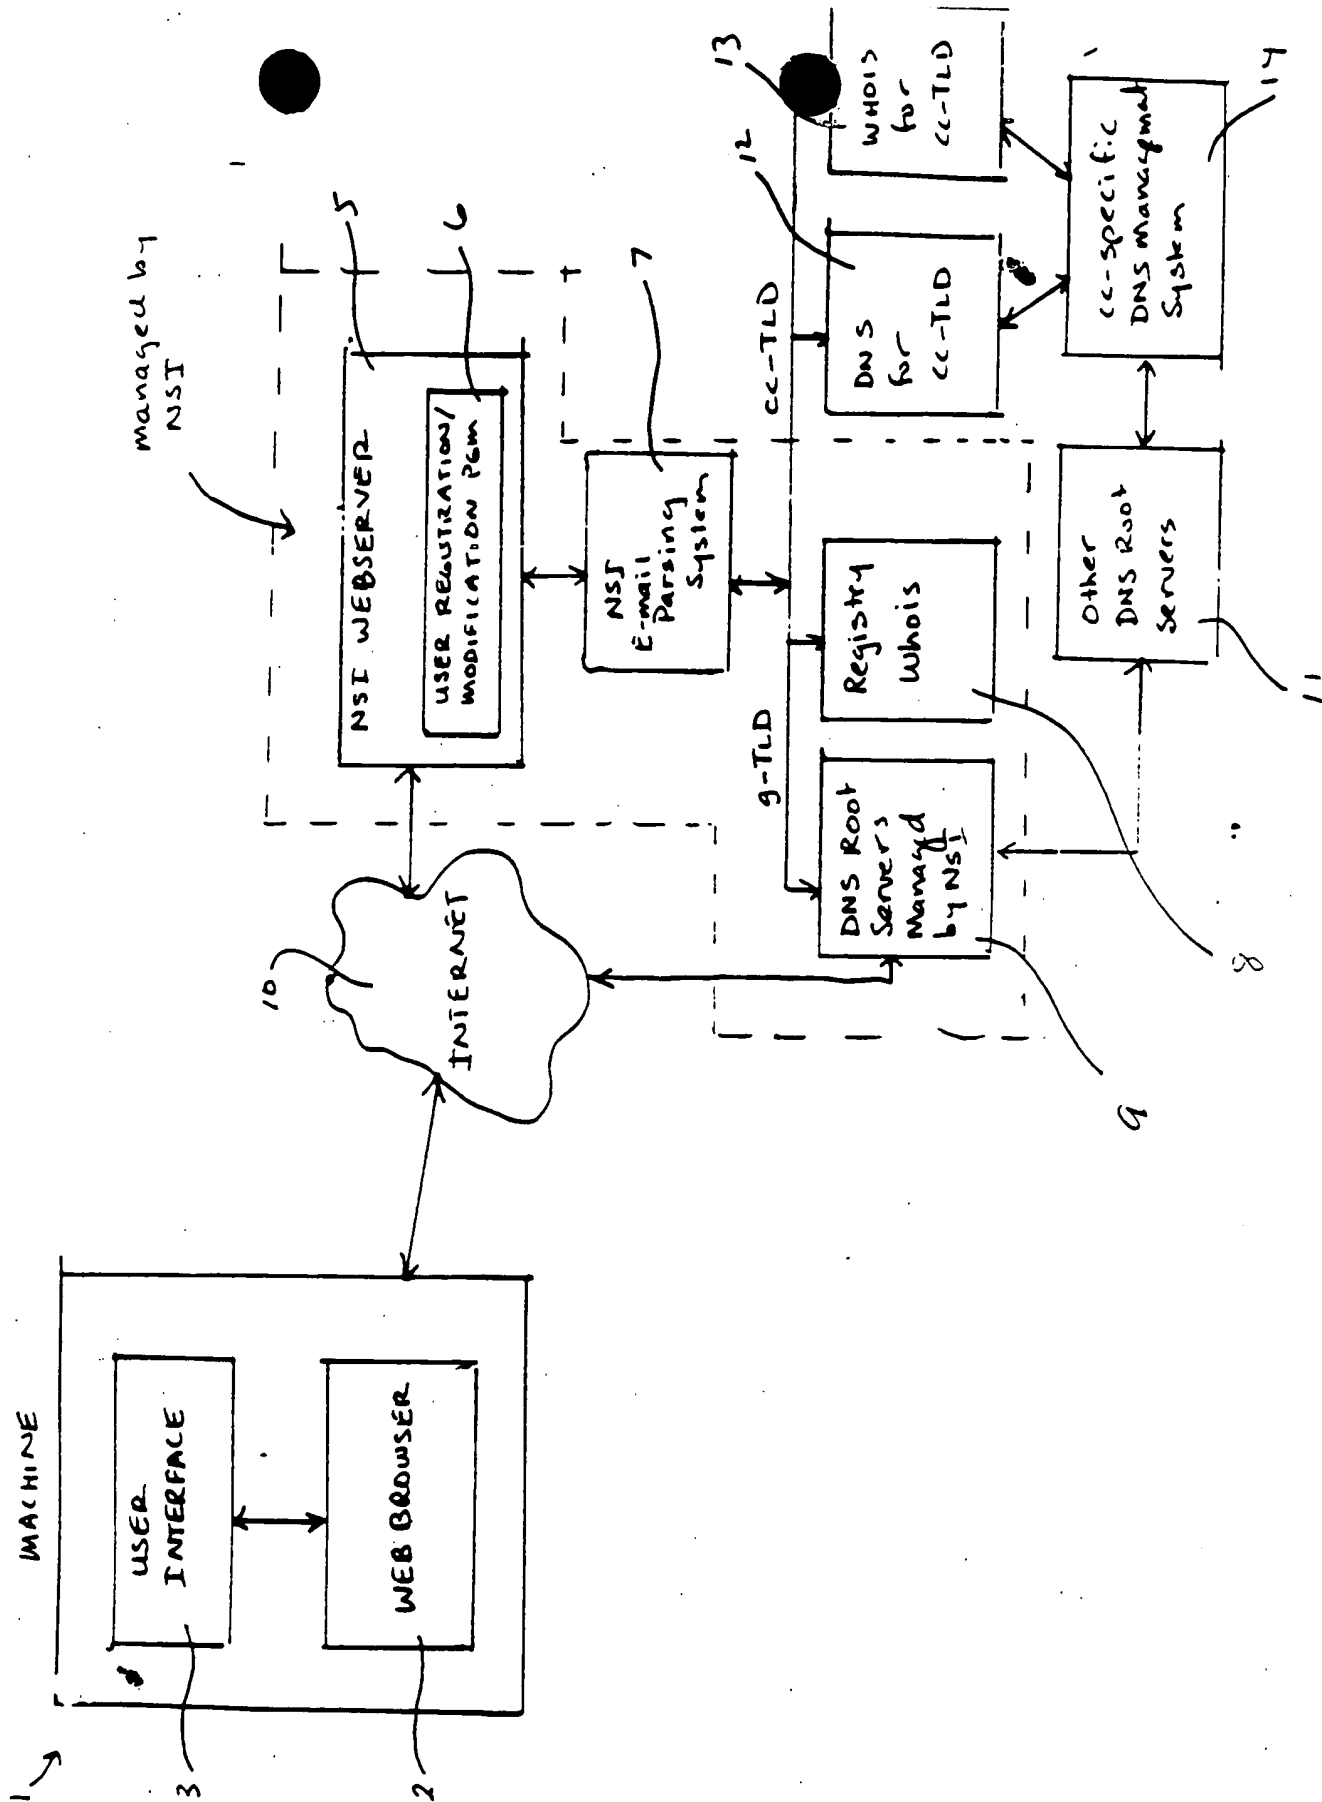 1
MACHINE
3
USER
INTERFACE
2
WEB BROWSER
10
INTERNET
managed by
NSI
5
NSI WEBSERVER
6
USER REGISTRATION/
MODIFICATION PGM
7
NSI
E-mail
Parsing
System
g-TLD
cc-TLD
9
DNS Root
Servers
Managed
by NSI
8
Registry
Whois
12
DNS
for
cc-TLD
13
WHOIS
for
cc-TLD
11
Other
DNS Root
Servers
14
cc-specific
DNS Managmat
System